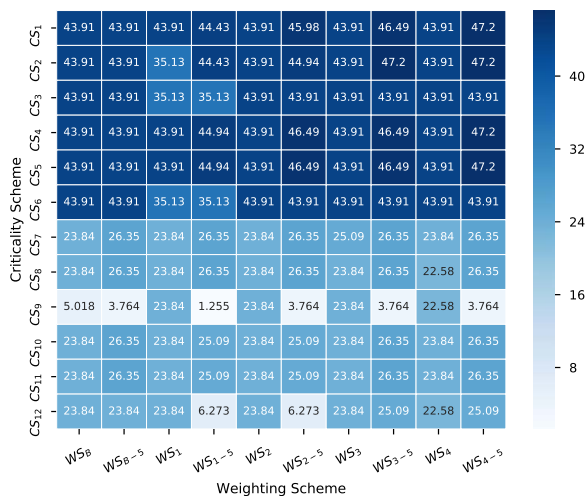 CS1 43.91 43.91 43.91 44.43 43.91 45.98 43.91 46.49 43.91 47.2
CS2 43.91 43.91 35.13 44.43 43.91 44.94 43.91 47.2 43.91 47.2
CS3 43.91 43.91 35.13 35.13 43.91 43.91 43.91 43.91 43.91 43.91
CS4 43.91 43.91 43.91 44.94 43.91 46.49 43.91 46.49 43.91 47.2
CS5 43.91 43.91 43.91 44.94 43.91 46.49 43.91 46.49 43.91 47.2
CS6 43.91 43.91 35.13 35.13 43.91 43.91 43.91 43.91 43.91 43.91
CS7 23.84 26.35 23.84 26.35 23.84 26.35 25.09 26.35 23.84 26.35
CS8 23.84 26.35 23.84 26.35 23.84 26.35 23.84 26.35 22.58 26.35
CS9 5.018 3.764 23.84 1.255 23.84 3.764 23.84 3.764 22.58 3.764
CS10 23.84 26.35 23.84 25.09 23.84 26.35 23.84 26.35 23.84 26.35
CS11 23.84 26.35 23.84 25.09 23.84 26.35 23.84 26.35 23.84 26.35
CS12 23.84 23.84 23.84 6.273 23.84 6.273 23.84 25.09 22.58 25.09
WSB WSB−5 WS1 WS1−5 WS2 WS2−5 WS3 WS3−5 WS4 WS4−5
Weighting Scheme
Criticality Scheme
40
32
24
16
8